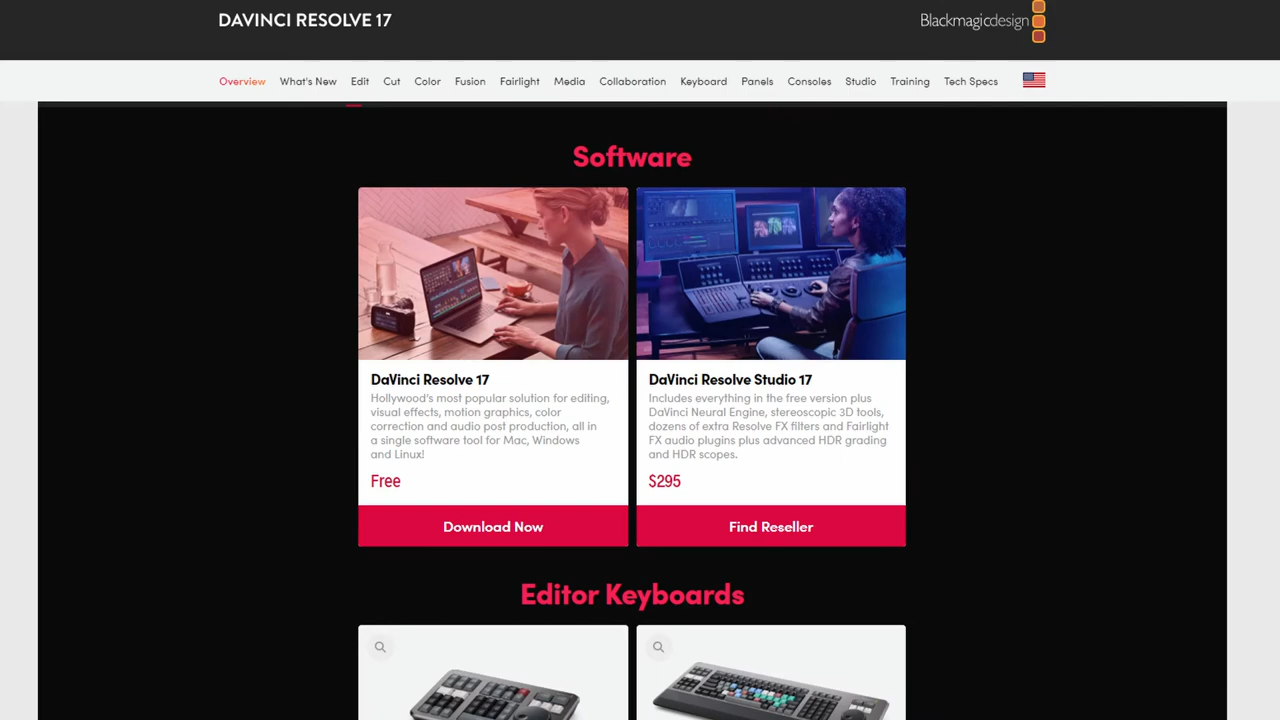 DAVINCI RESOLVE 17
Blackmagicdesign
Overview What's New Edit Cut Color Fusion Fairlight Media Collaboration Keyboard Panels Consoles Studio Training Tech Specs
Software
DaVinci Resolve 17
Hollywood's most popular solution for editing,
visual effects, motion graphics, color
correction and audio post production, all in
a single software tool for Mac, Windows
and Linux!
Free
Download Now
DaVinci Resolve Studio 17
Includes everything in the free version plus
DaVinci Neural Engine, stereoscopic 3D tools,
dozens of extra Resolve FX filters and Fairlight
FX audio plugins plus advanced HDR grading
and HDR scopes.
$295
Find Reseller
Editor Keyboards